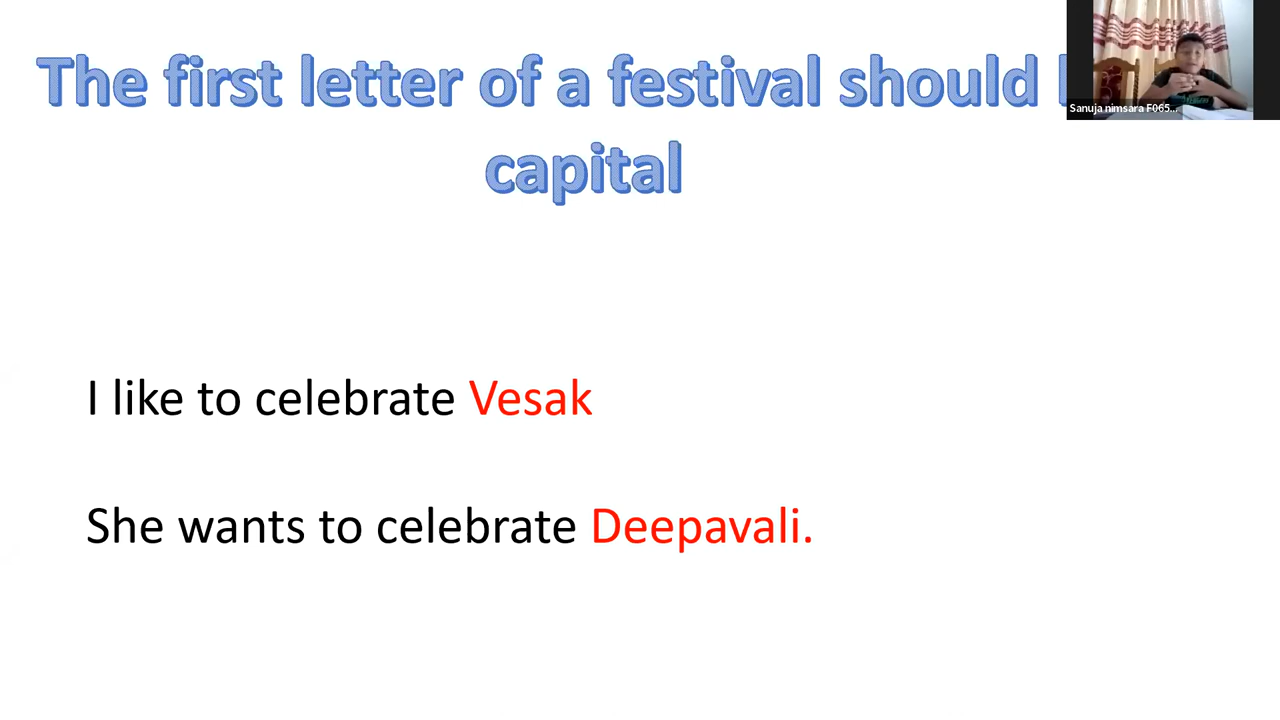 The first letter of a festival should
capital
Sanuja nimsara F065...
I like to celebrate Vesak
She wants to celebrate Deepavali.